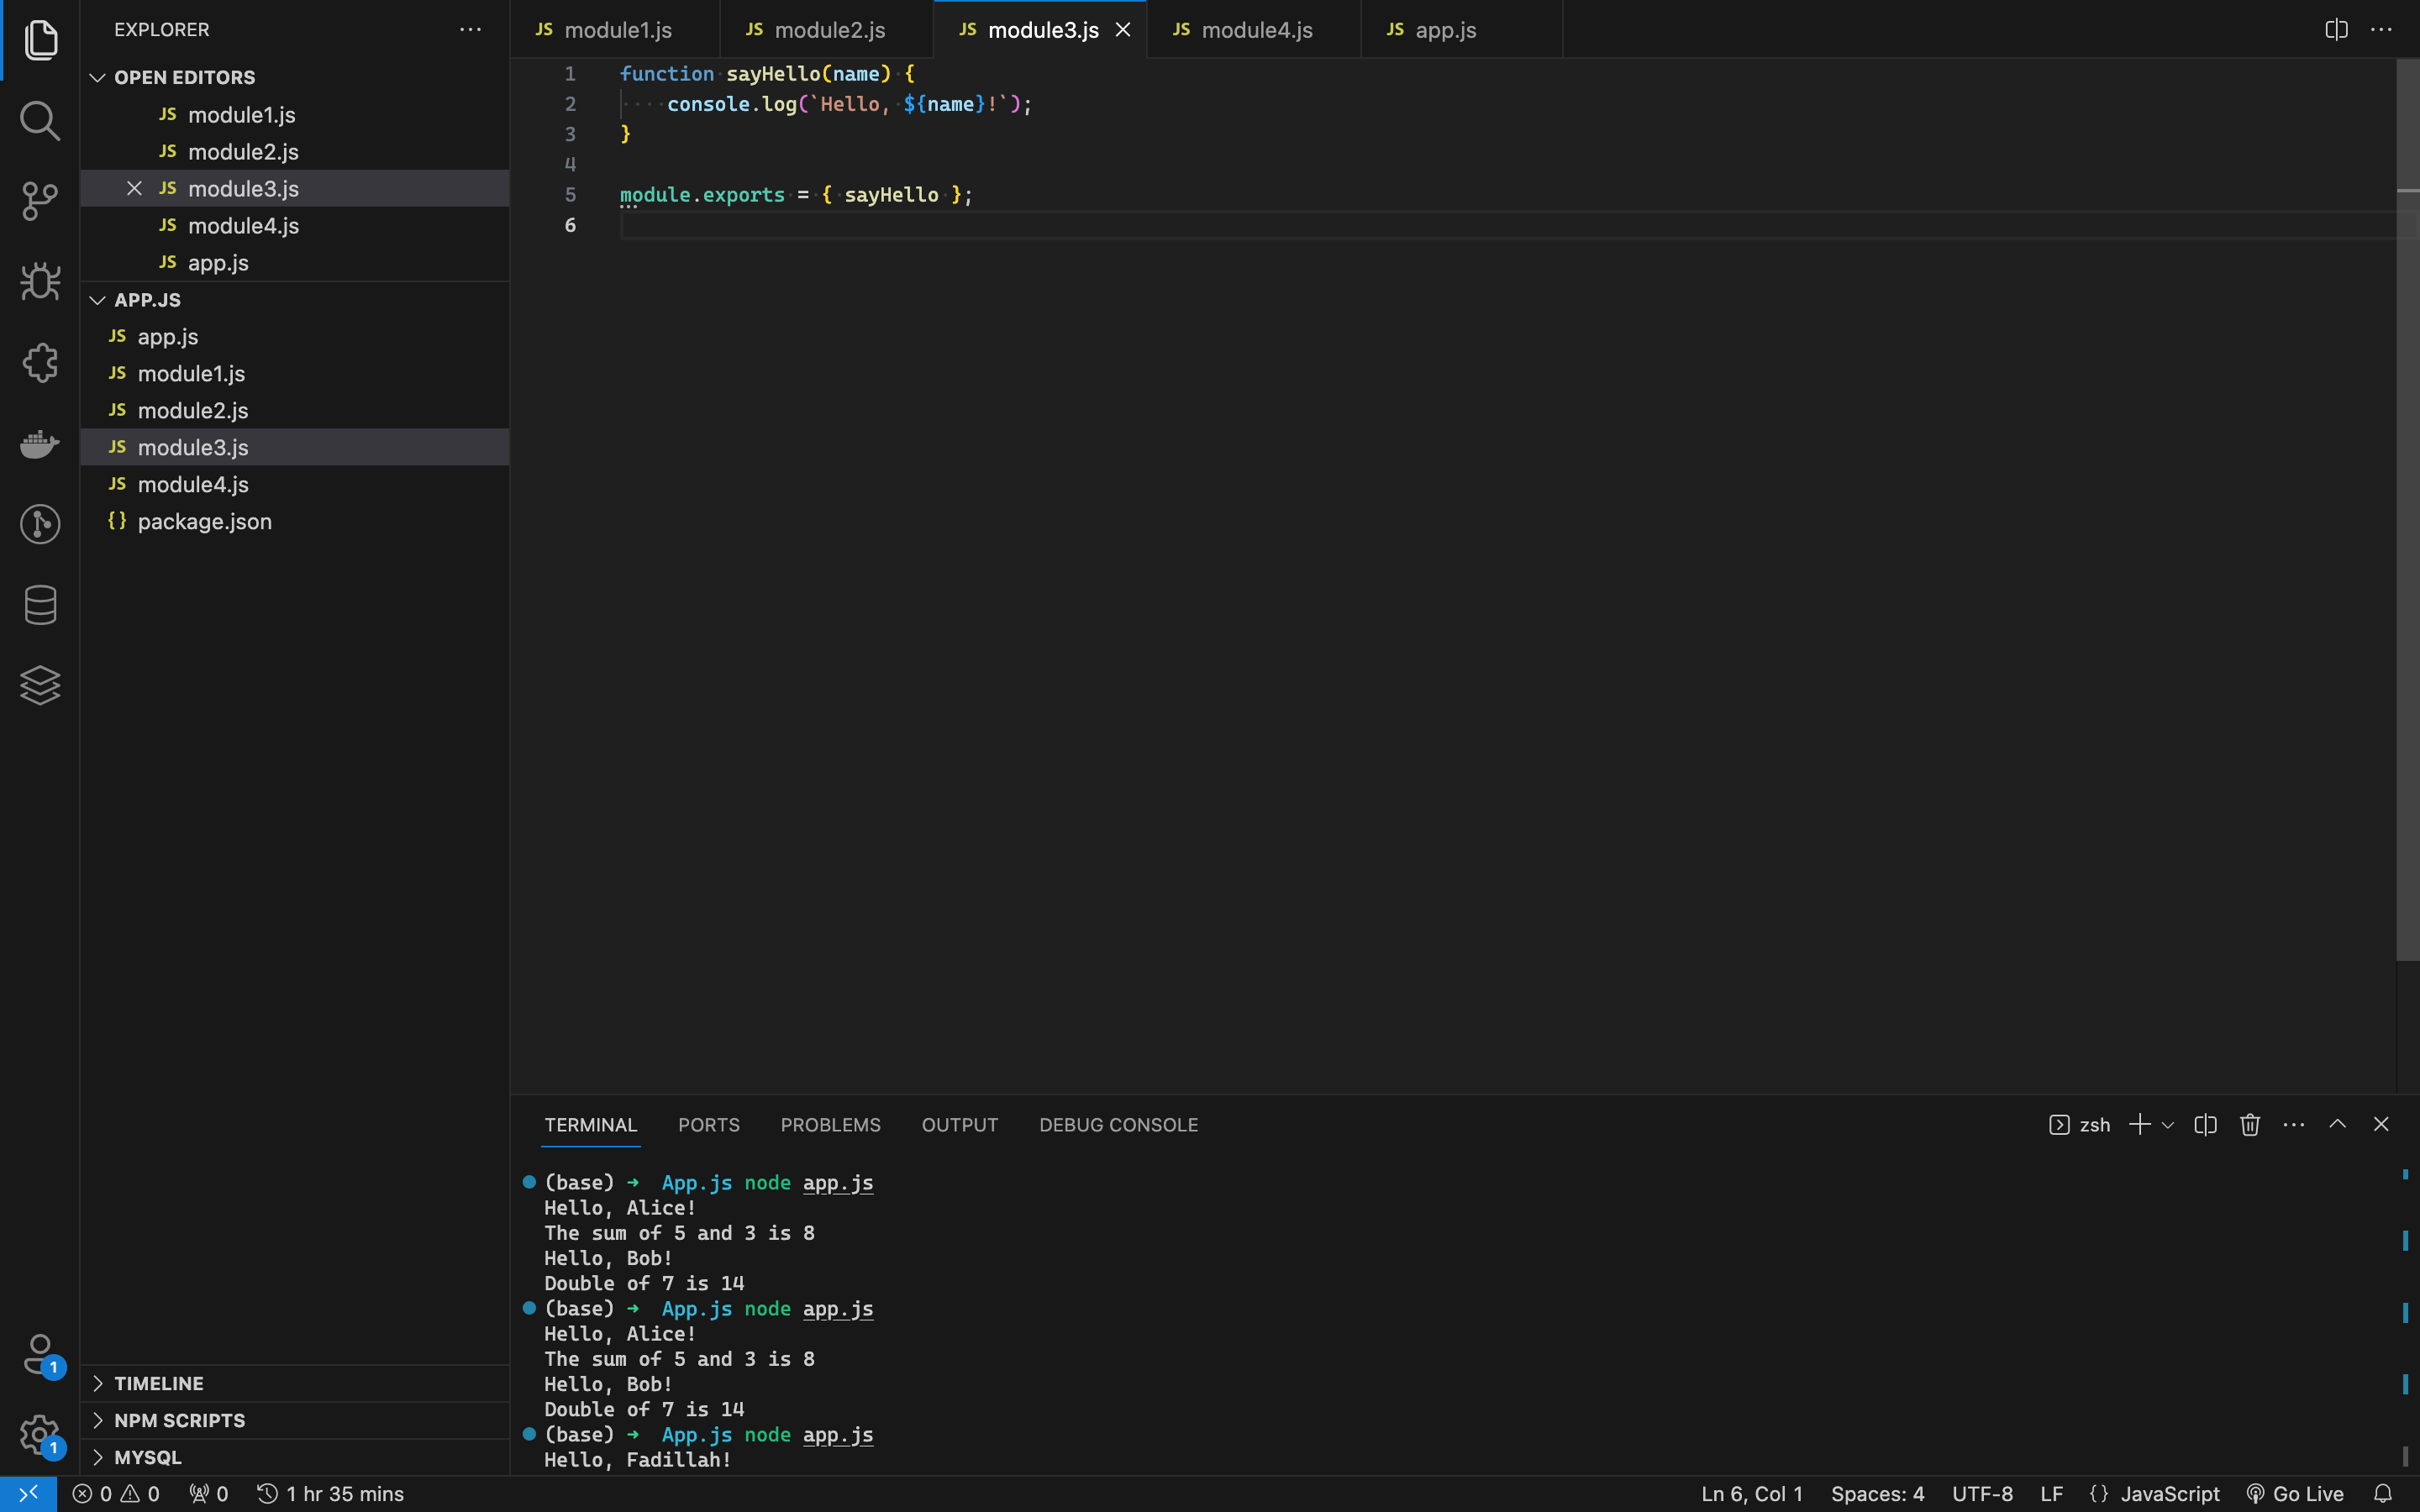 EXPLORER
OPEN EDITORS
JS module1.js
JS module2.js
JS module3.js
JS module4.js
JS app.js
APP.JS
JS app.js
JS module1.js
JS module2.js
JS module3.js
JS module4.js
{} package.json
TIMELINE
NPM SCRIPTS
MYSQL
JS module1.js JS module2.js JS module3.js JS module4.js JS app.js
1 function sayHello(name) {
2 console.log(`Hello, ${name}!`);
3 }
4
5 module.exports = { sayHello };
6
TERMINAL PORTS PROBLEMS OUTPUT DEBUG CONSOLE zsh
(base) ➜ App.js node app.js
Hello, Alice!
The sum of 5 and 3 is 8
Hello, Bob!
Double of 7 is 14
(base) ➜ App.js node app.js
Hello, Alice!
The sum of 5 and 3 is 8
Hello, Bob!
Double of 7 is 14
(base) ➜ App.js node app.js
Hello, Fadillah!
1
1
0 0 0 1 hr 35 mins Ln 6, Col 1 Spaces: 4 UTF-8 LF {} JavaScript Go Live